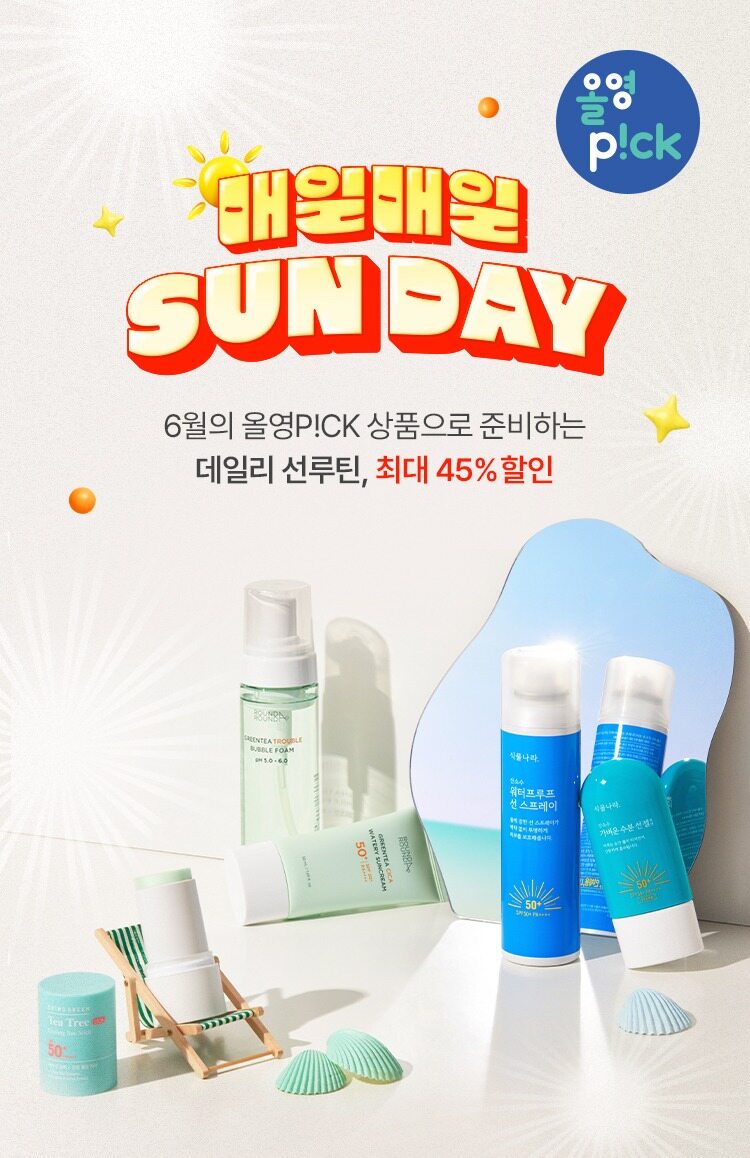 올영
p!ck
매일매일
SUN DAY
6월의 올영P!CK 상품으로 준비하는
데일리 선루틴, 최대 45% 할인
ROUND
ROUND
GREENTEA TROUBLE
BUBBLE FOAM
pH 5.0 - 6.0
ROUND
ROUND
GREENTEA CICA
WATERY SUNCREAM
50+
식물나라.
산소수
워터프루프
선 스프레이
50+
SPF 50+ PA++++
식물나라.
산소수
가벼운 수분 선젤
50+
Tea Tree
50+